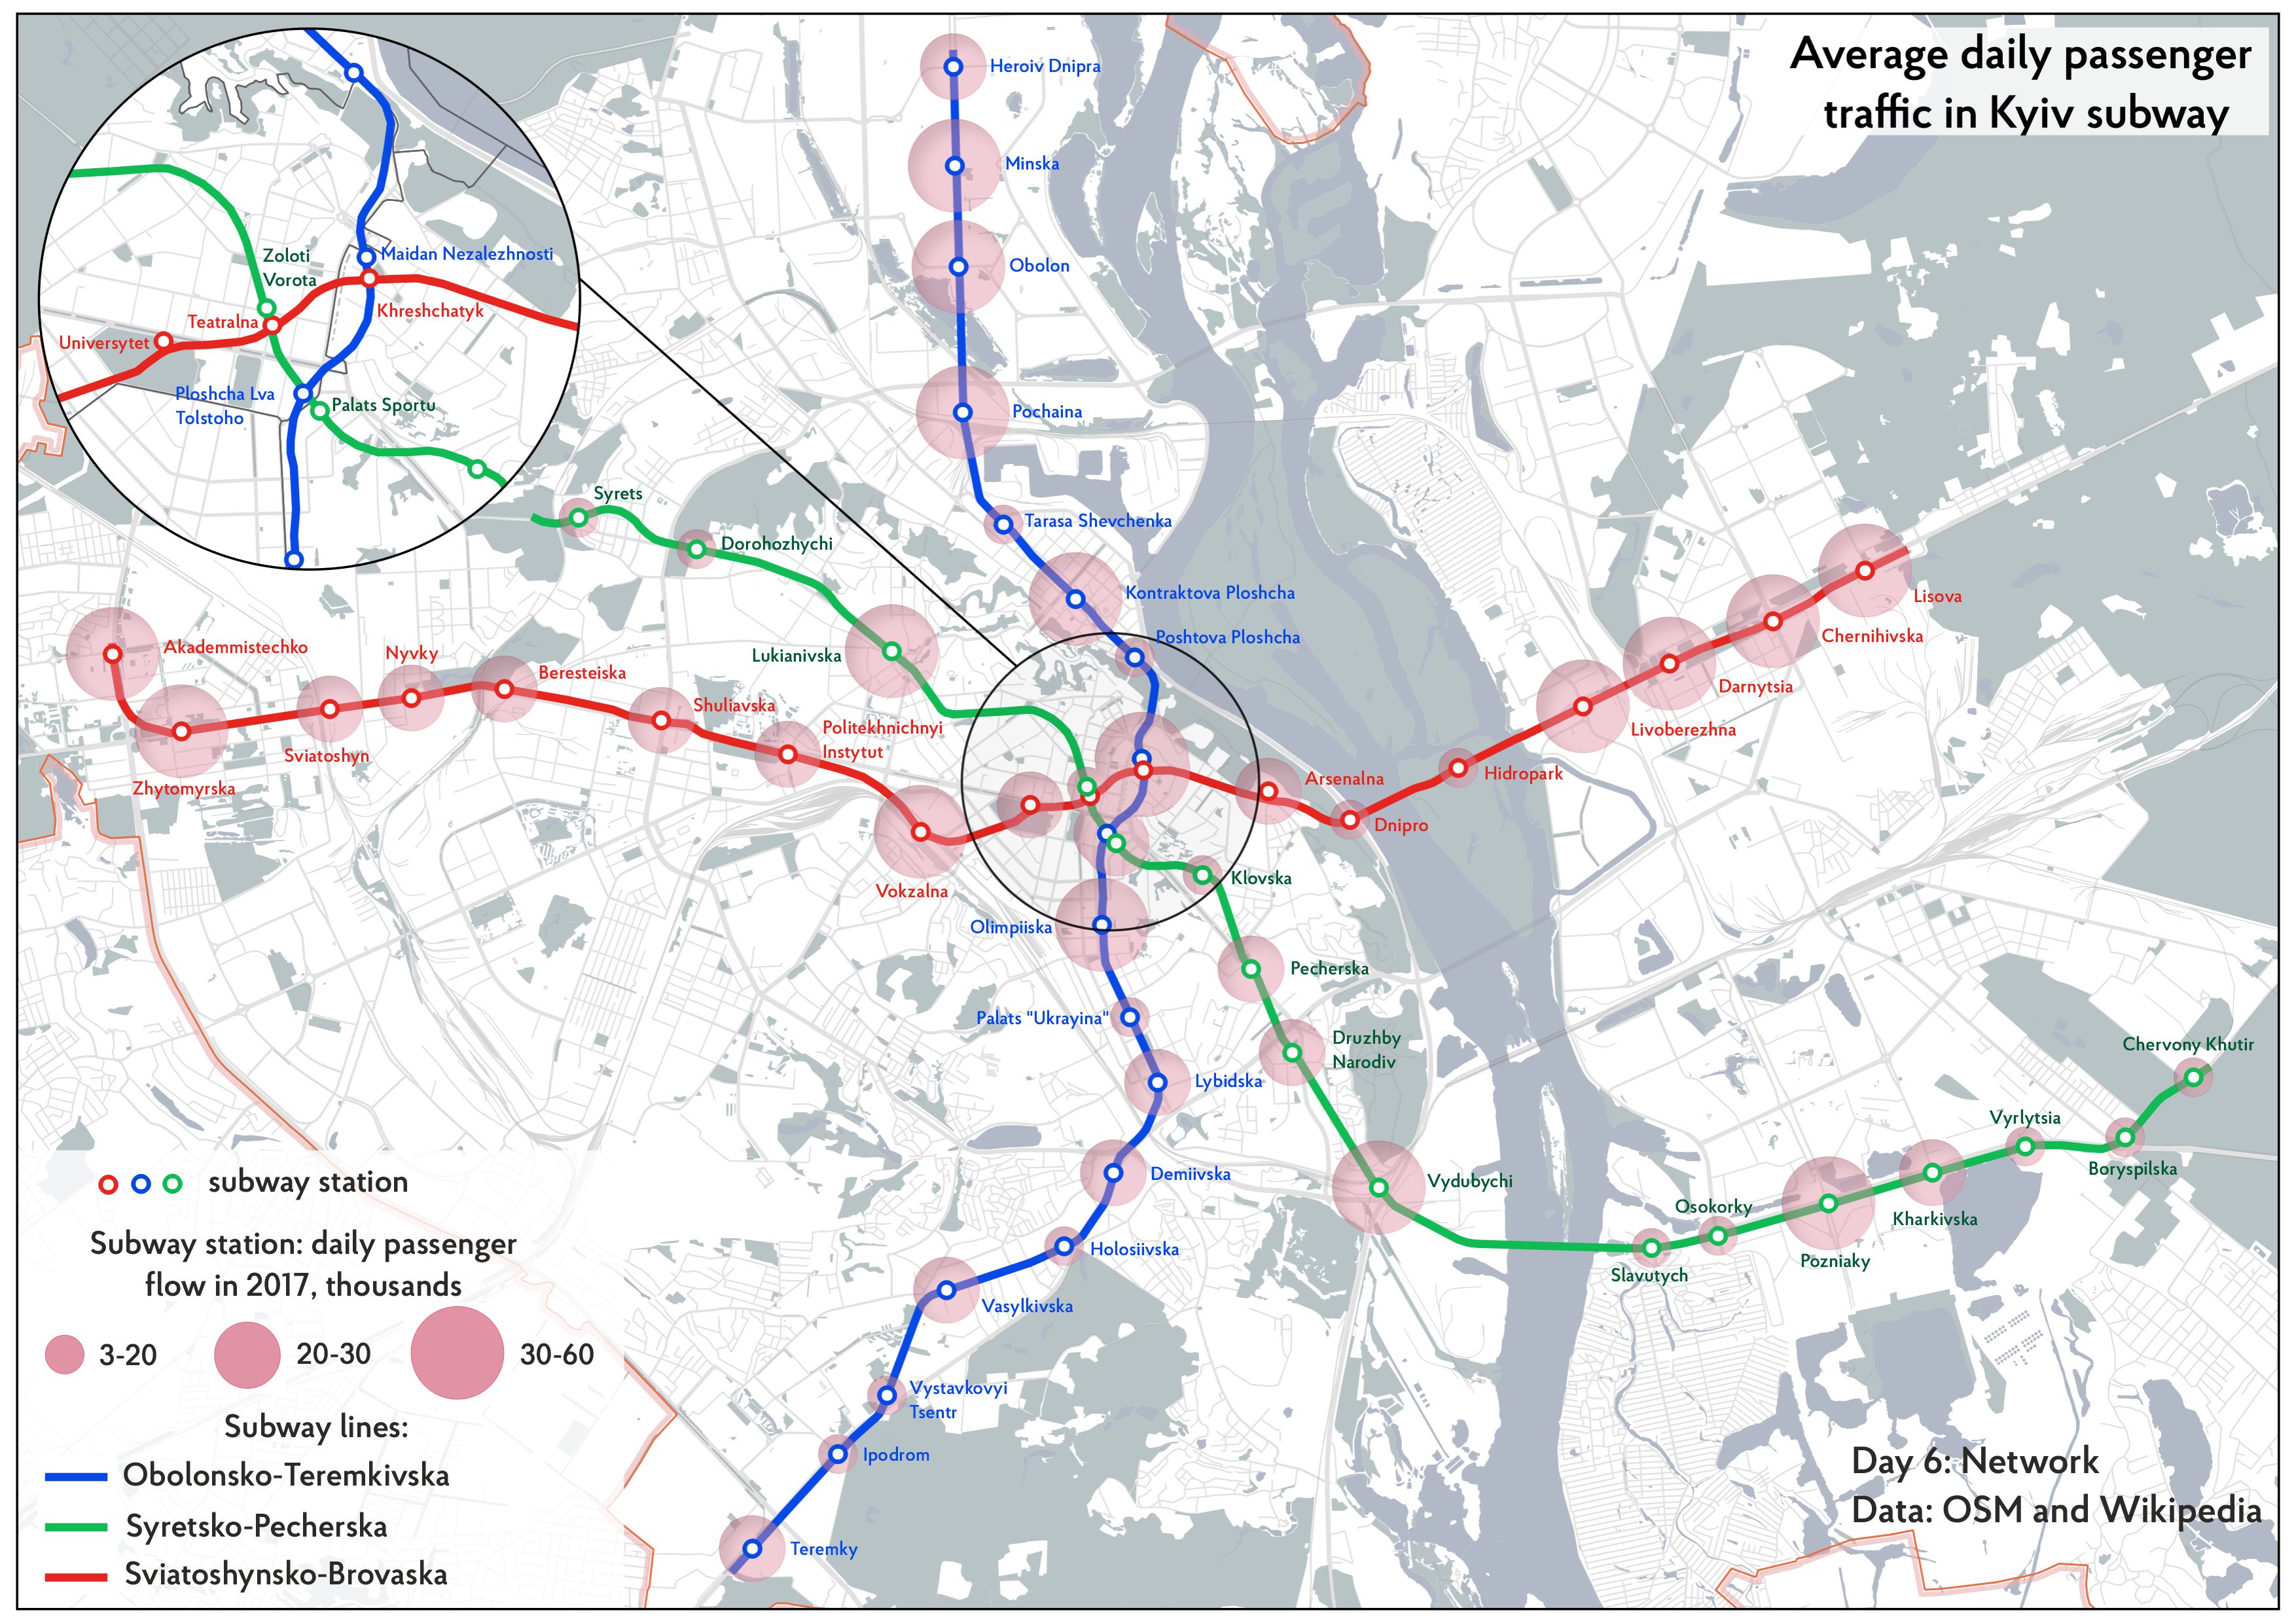 Average daily passenger
traffic in Kyiv subway
Heroiv Dnipra
Minska
Obolon
Pochaina
Tarasa Shevchenka
Kontraktova Ploshcha
Poshtova Ploshcha
Zoloti
Vorota
Maidan Nezalezhnosti
Teatralna
Khreshchatyk
Universytet
Ploshcha Lva
Tolstoho
Palats Sportu
Syrets
Dorohozhychi
Lukianivska
Akademmistechko
Zhytomyrska
Sviatoshyn
Nyvky
Beresteiska
Shuliavska
Politekhnichnyi
Instytut
Vokzalna
Arsenalna
Dnipro
Hidropark
Livoberezhna
Darnytsia
Chernihivska
Lisova
Klovska
Olimpiiska
Pecherska
Palats "Ukrayina"
Druzhby
Narodiv
Lybidska
Demiivska
Vydubychi
Holosiivska
Vasylkivska
Vystavkovyi
Tsentr
Ipodrom
Teremky
Slavutych
Osokorky
Pozniaky
Kharkivska
Vyrlytsia
Boryspilska
Chervony Khutir
subway station
Subway station: daily passenger
flow in 2017, thousands
3-20
20-30
30-60
Subway lines:
Obolonsko-Teremkivska
Syretsko-Pecherska
Sviatoshynsko-Brovaska
Day 6: Network
Data: OSM and Wikipedia